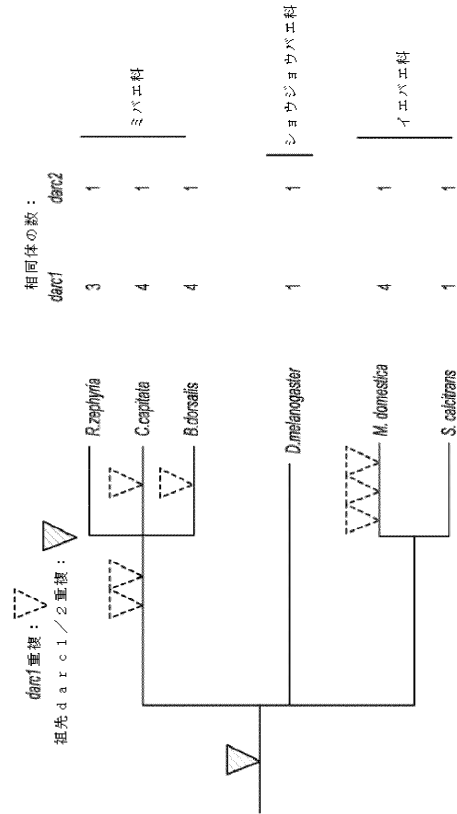 darc1重複：
祖先ｄａｒｃ１／２重複：
相同体の数：
darc1 darc2
R.zephyria 3 1
C.capitata 4 1
B.dorsalis 4 1
ミバエ科
D.melanogaster 1 1
ショウジョウバエ科
M. domestica 4 1
S. calcitrans 1 1
イエバエ科